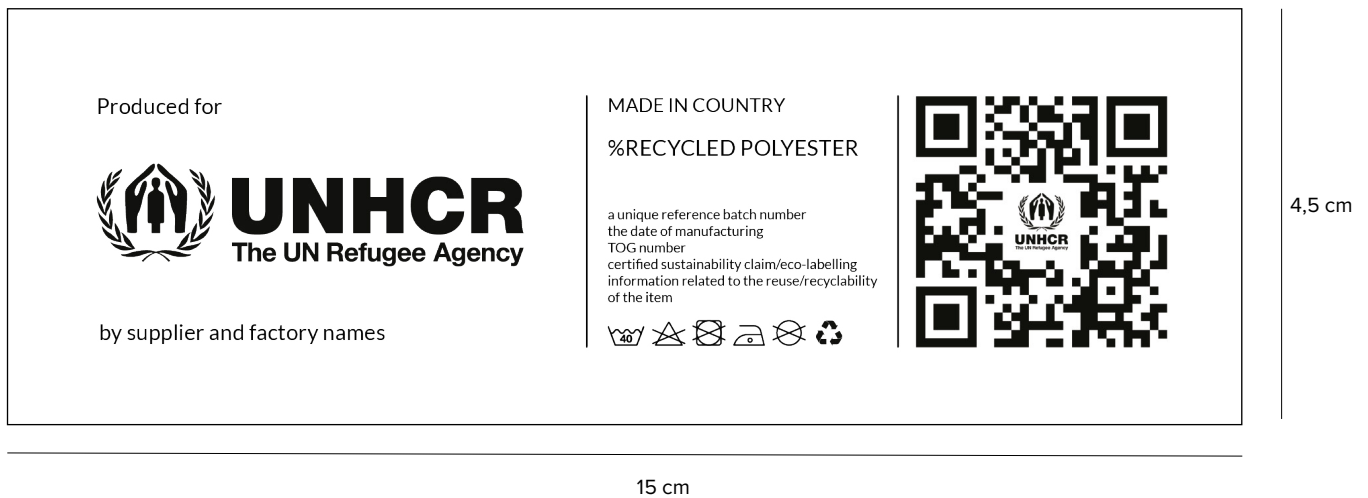 Produced for
UNHCR
The UN Refugee Agency
by supplier and factory names
MADE IN COUNTRY
%RECYCLED POLYESTER
a unique reference batch number
the date of manufacturing
TOG number
certified sustainability claim/eco-labelling
information related to the reuse/recyclability
of the item
40
UNHCR
The UN Refugee Agency
4,5 cm
15 cm